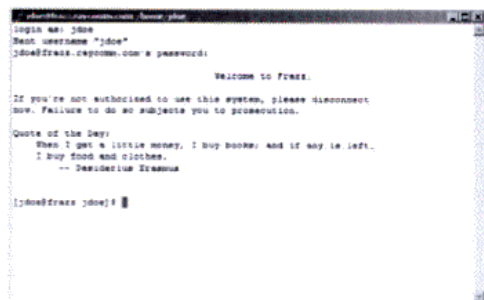 login as: jdoe
Sent username "jdoe"
jdoe@frazz.raycomm.com's password:
Welcome to Frazz.
If you're not authorized to use this system, please disconnect
now. Failure to do so subjects you to prosecution.
Quote of the Day:
When I get a little money, I buy books; and if any is left,
I buy food and clothes.
-- Desiderius Erasmus
[jdoe@frazz jdoe]$